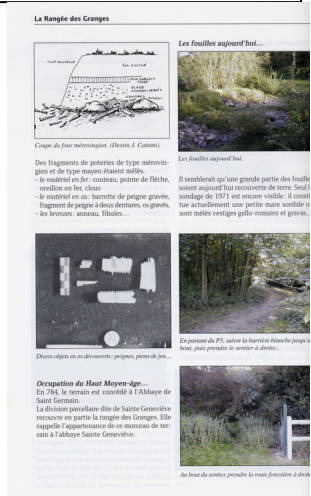 La Rangée des Granges
Coupe du four mérovingien. (Dessin J. Cattant).
Des fragments de poteries de type mérovin-
gien et de type mayen étaient mêlés.
- le matériel en fer: couteau, pointe de flèche,
oreillon en fer, clous
- le matériel en os: barrette de peigne gravée,
fragment de peigne à deux dentures, os gravés,
- les bronzes: anneau, fibules…
Divers objets en os découverts: peignes, pions de jeu...
Occupation du Haut Moyen-âge…
En 784, le terrain est concédé à l'Abbaye de
Saint Germain.
La division parcellaire dite de Sainte Geneviève
recouvre en partie la rangée des Granges. Elle
rappelle l'appartenance de ce morceau de ter-
rain à l'abbaye Sainte Geneviève.
Les fouilles aujourd'hui…
Les fouilles aujourd'hui.
Il semblerait qu'une grande partie des fouille
soient aujourd'hui recouverte de terre. Seul l
sondage de 1971 est encore visible: il consti
tue actuellement une petite mare sordide o
sont mêlés vestiges gallo-romains et gravas..
En partant du P5, suivre la barrière blanche jusqu'a
bout, puis prendre le sentier à droite;
Au bout du sentier, prendre la route forestière à droit